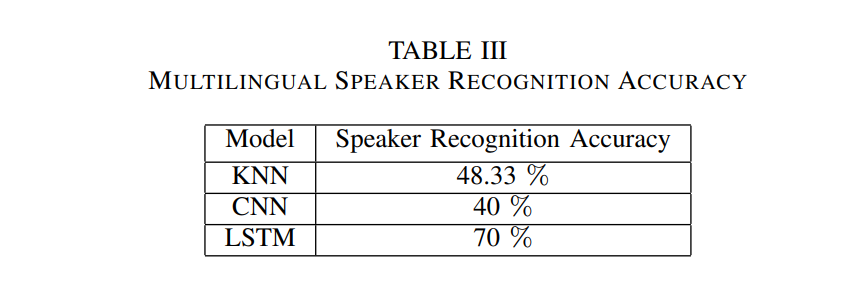 TABLE III
MULTILINGUAL SPEAKER RECOGNITION ACCURACY
Model Speaker Recognition Accuracy
KNN 48.33 %
CNN 40 %
LSTM 70 %